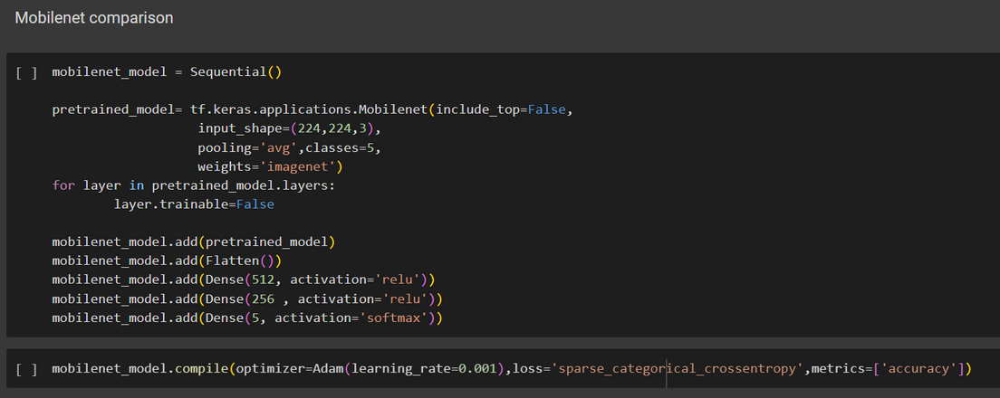 Mobilenet comparison
[ ] mobilenet_model = Sequential()
pretrained_model= tf.keras.applications.Mobilenet(include_top=False,
input_shape=(224,224,3),
pooling='avg',classes=5,
weights='imagenet')
for layer in pretrained_model.layers:
layer.trainable=False
mobilenet_model.add(pretrained_model)
mobilenet_model.add(Flatten())
mobilenet_model.add(Dense(512, activation='relu'))
mobilenet_model.add(Dense(256 , activation='relu'))
mobilenet_model.add(Dense(5, activation='softmax'))
[ ] mobilenet_model.compile(optimizer=Adam(learning_rate=0.001),loss='sparse_categorical_crossentropy',metrics=['accuracy'])